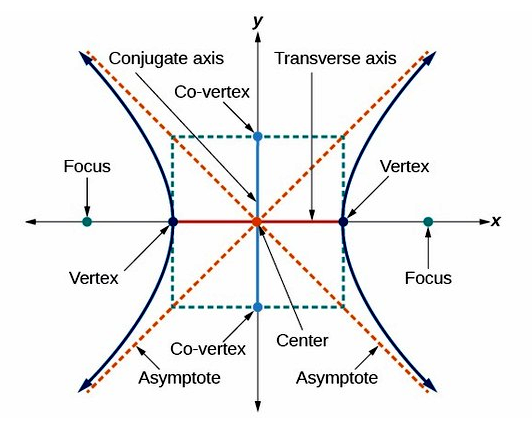 y
Conjugate axis
Transverse axis
Co-vertex
Focus
Vertex
x
Vertex
Focus
Co-vertex
Center
Asymptote
Asymptote